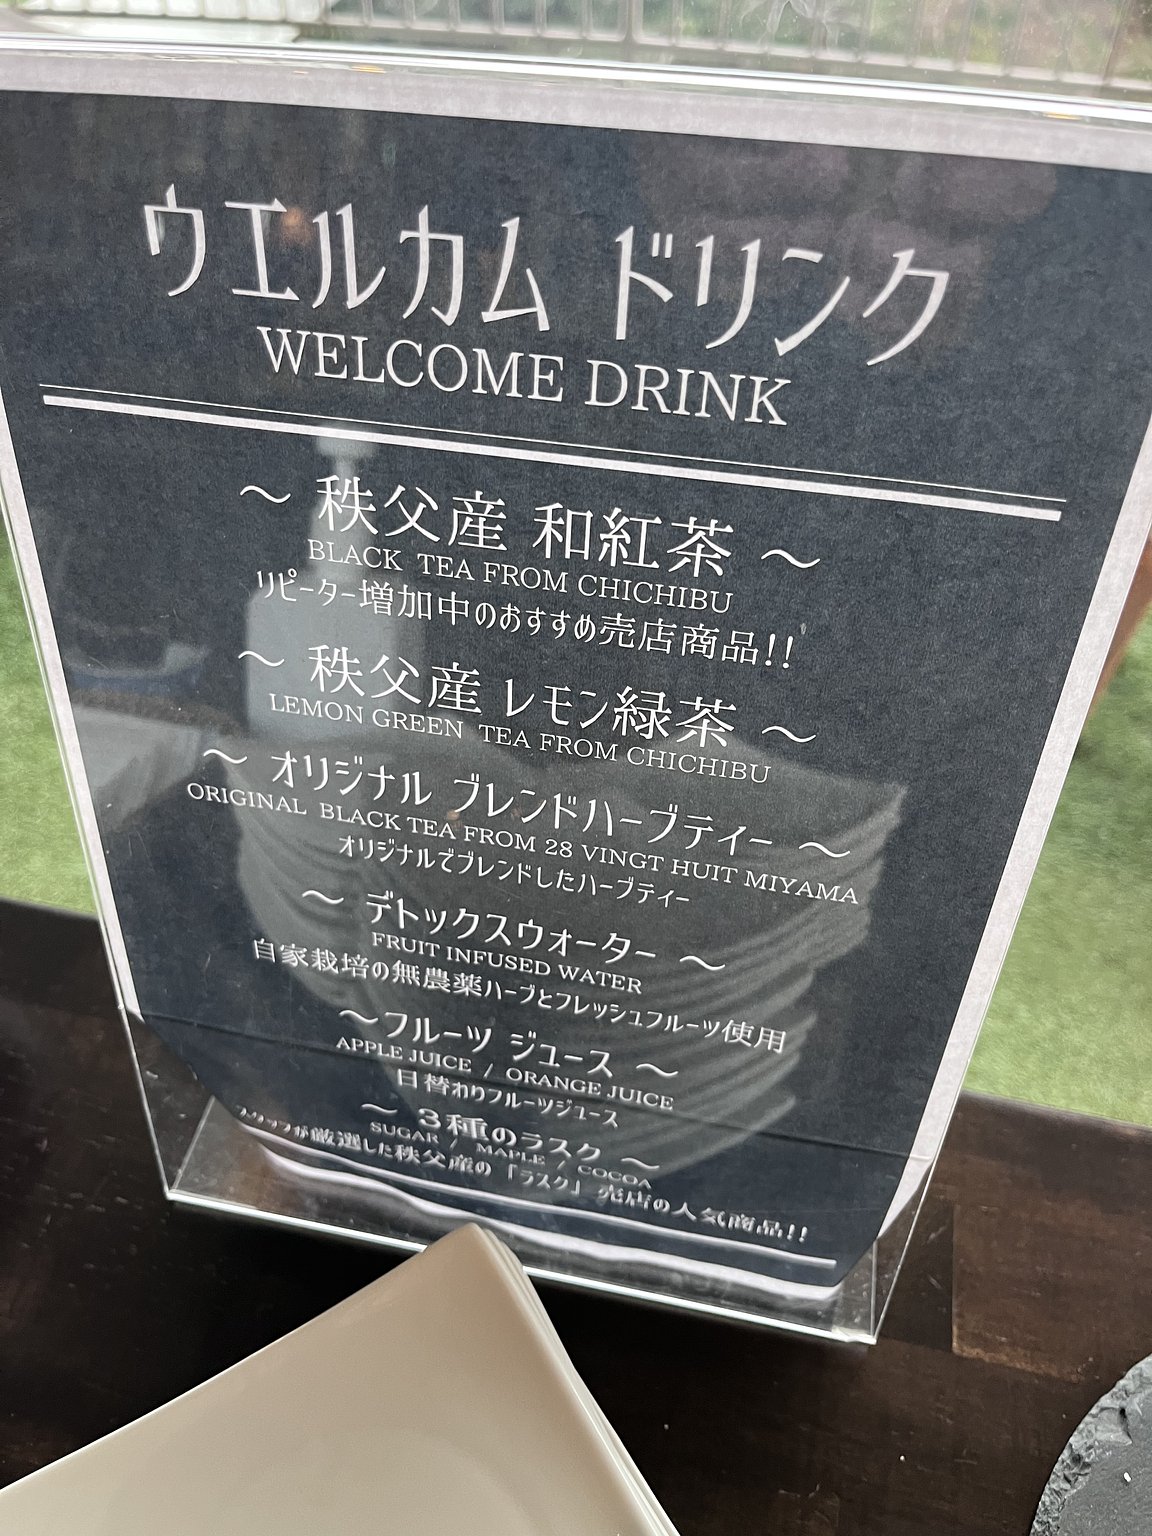 ウエルカム ドリンク
WELCOME DRINK
～ 秩父産 和紅茶 ～
BLACK TEA FROM CHICHIBU
リピーター増加中のおすすめ売店商品!!
～ 秩父産 レモン緑茶 ～
LEMON GREEN TEA FROM CHICHIBU
～ オリジナル ブレンドハーブティー ～
ORIGINAL BLACK TEA FROM 28 VINGT HUIT MIYAMA
オリジナルでブレンドしたハーブティー
～ デトックスウォーター ～
FRUIT INFUSED WATER
自家栽培の無農薬ハーブとフレッシュフルーツ使用
～フルーツ ジュース ～
APPLE JUICE / ORANGE JUICE
日替わりフルーツジュース
～ 3種のラスク ～
SUGAR / MAPLE / COCOA
スタッフが厳選した秩父産の「ラスク」売店の人気商品!!